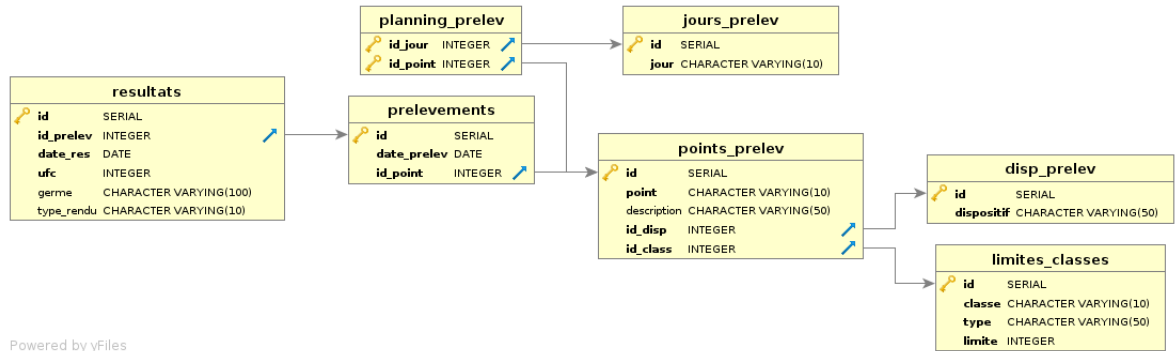 planning_prelev
id_jour INTEGER
id_point INTEGER
jours_prelev
id SERIAL
jour CHARACTER VARYING(10)
resultats
id SERIAL
id_prelev INTEGER
date_res DATE
ufc INTEGER
germe CHARACTER VARYING(100)
type_rendu CHARACTER VARYING(10)
prelevements
id SERIAL
date_prelev DATE
id_point INTEGER
points_prelev
id SERIAL
point CHARACTER VARYING(10)
description CHARACTER VARYING(50)
id_disp INTEGER
id_class INTEGER
disp_prelev
id SERIAL
dispositif CHARACTER VARYING(50)
limites_classes
id SERIAL
classe CHARACTER VARYING(10)
type CHARACTER VARYING(50)
limite INTEGER
Powered by yFiles